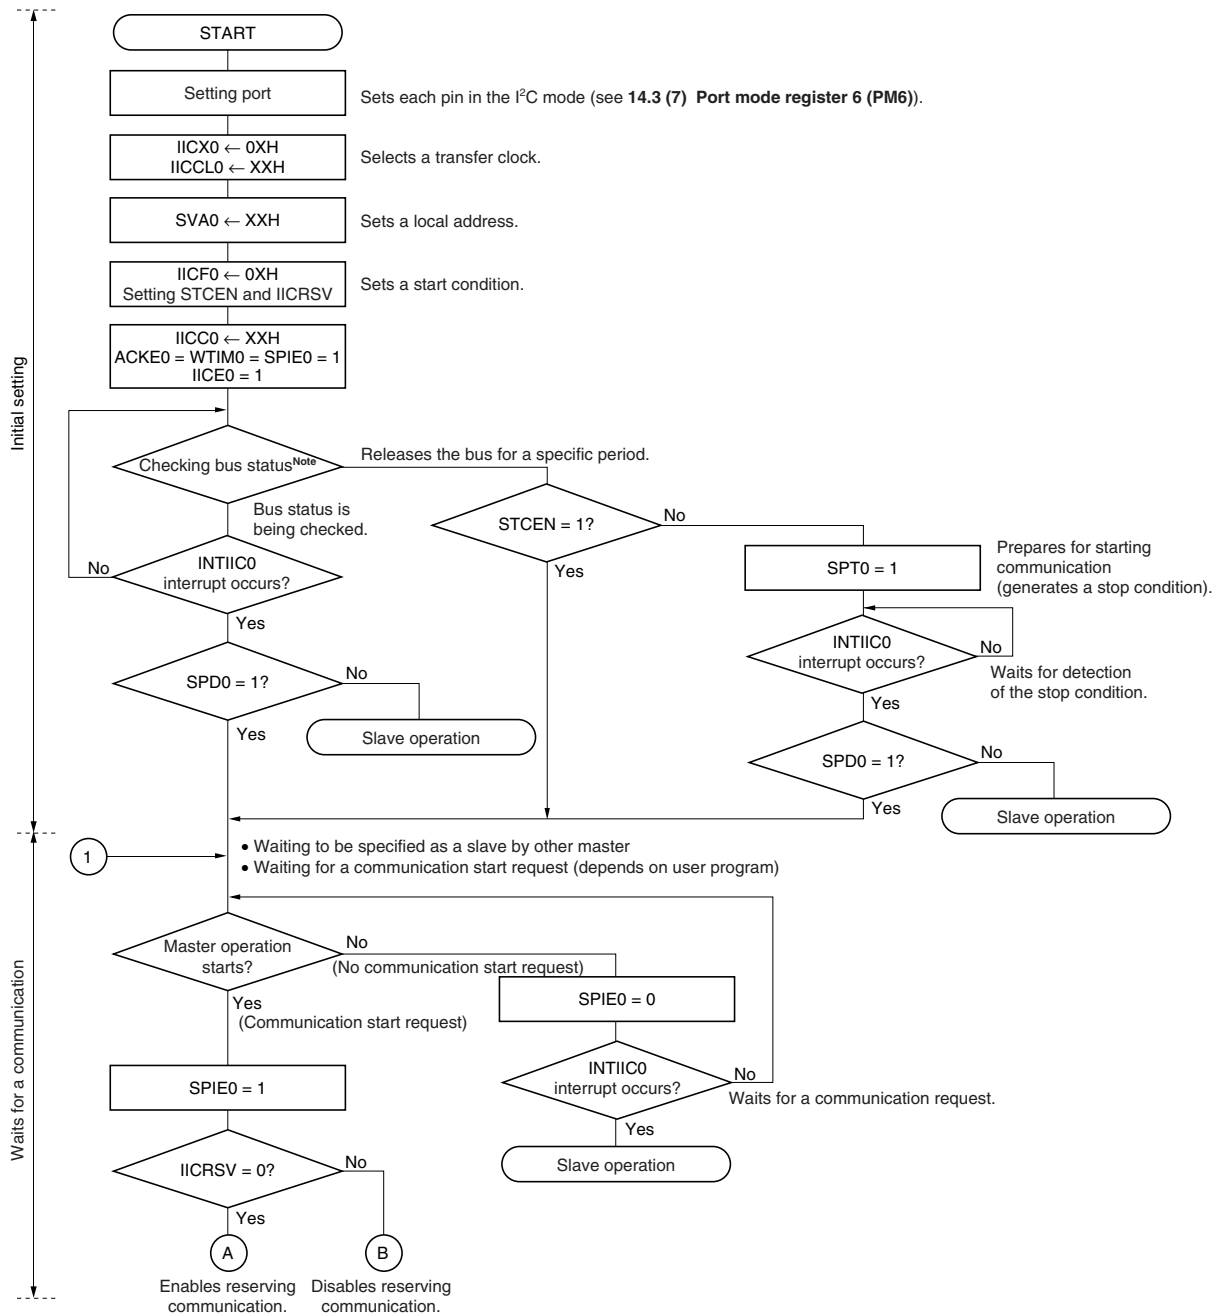 START
Setting port
Sets each pin in the I²C mode (see 14.3 (7) Port mode register 6 (PM6)).
IICX0 ← 0XH
IICCL0 ← XXH
Selects a transfer clock.
SVA0 ← XXH
Sets a local address.
IICF0 ← 0XH
Setting STCEN and IICRSV
Sets a start condition.
IICC0 ← XXH
ACKE0 = WTIM0 = SPIE0 = 1
IICE0 = 1
Initial setting
Checking bus status^Note
Releases the bus for a specific period.
Bus status is
being checked.
STCEN = 1?
No
Yes
INTIIC0
interrupt occurs?
No
Yes
SPT0 = 1
Prepares for starting
communication
(generates a stop condition).
INTIIC0
interrupt occurs?
No
Waits for detection
of the stop condition.
Yes
SPD0 = 1?
No
Yes
Slave operation
SPD0 = 1?
No
Yes
Slave operation
1
• Waiting to be specified as a slave by other master
• Waiting for a communication start request (depends on user program)
Waits for a communication
Master operation
starts?
No
(No communication start request)
Yes
(Communication start request)
SPIE0 = 0
INTIIC0
interrupt occurs?
No
Waits for a communication request.
Yes
Slave operation
SPIE0 = 1
IICRSV = 0?
No
Yes
A
B
Enables reserving
communication.
Disables reserving
communication.